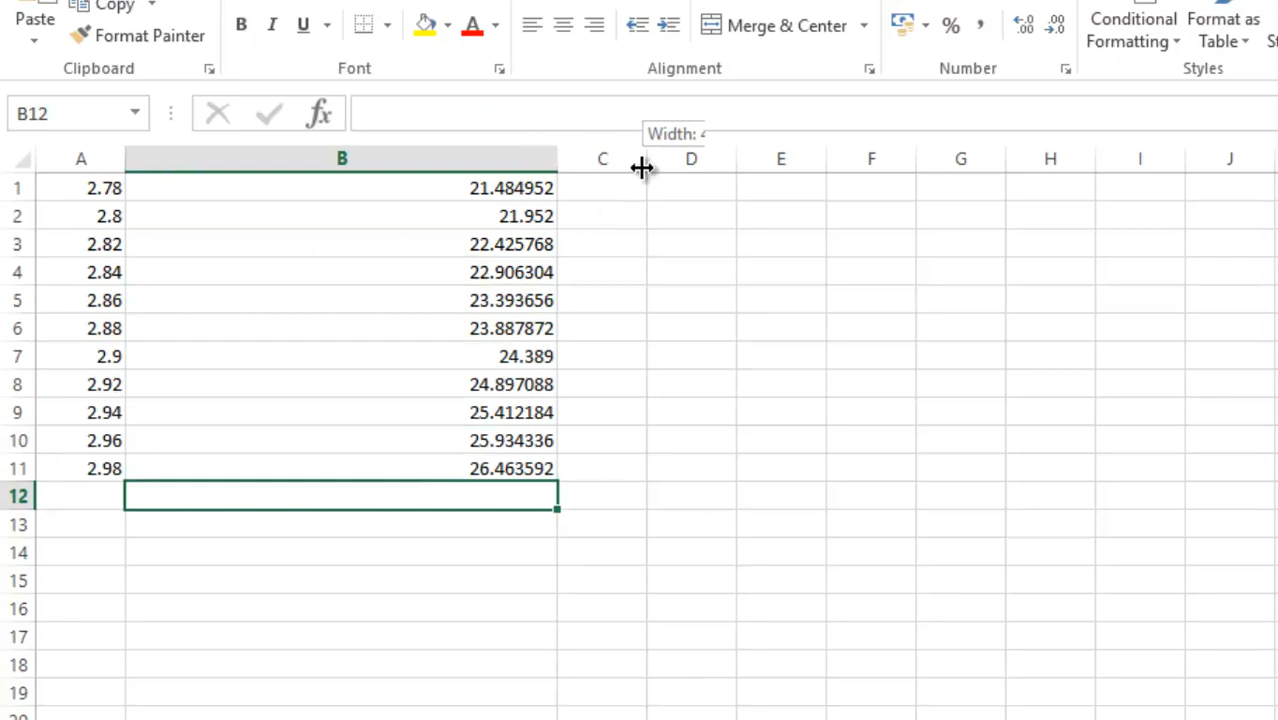 Paste Copy
Format Painter
B I U A Merge & Center % , Conditional Formatting Format as Table
Clipboard Font Alignment Number Styles
B12 fx
Width:
A B C D E F G H I J
1 2.78 21.484952
2 2.8 21.952
3 2.82 22.425768
4 2.84 22.906304
5 2.86 23.393656
6 2.88 23.887872
7 2.9 24.389
8 2.92 24.897088
9 2.94 25.412184
10 2.96 25.934336
11 2.98 26.463592
12
13
14
15
16
17
18
19